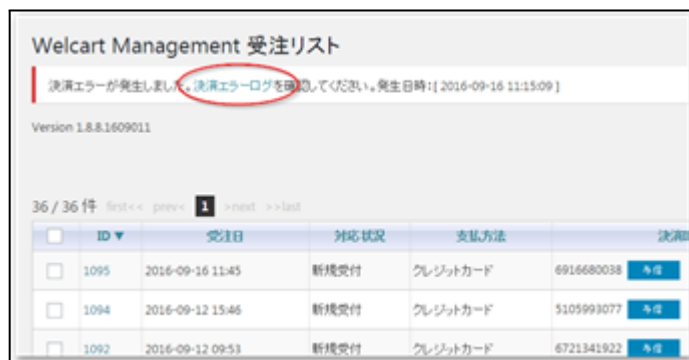 Welcart Management 受注リスト
決済エラーが発生しました。決済エラーログを確認してください。発生日時：[ 2016-09-16 11:15:09 ]
Version 1.8.8.1609011
36 / 36 件 first<< prev< 1 >next >>last
ID ▼ 受注日 対応状況 支払方法 決済
1095 2016-09-16 11:45 新規受付 クレジットカード 6916680038 与信
1094 2016-09-12 15:46 新規受付 クレジットカード 5105993077 与信
1092 2016-09-12 09:53 新規受付 クレジットカード 6721341922 与信